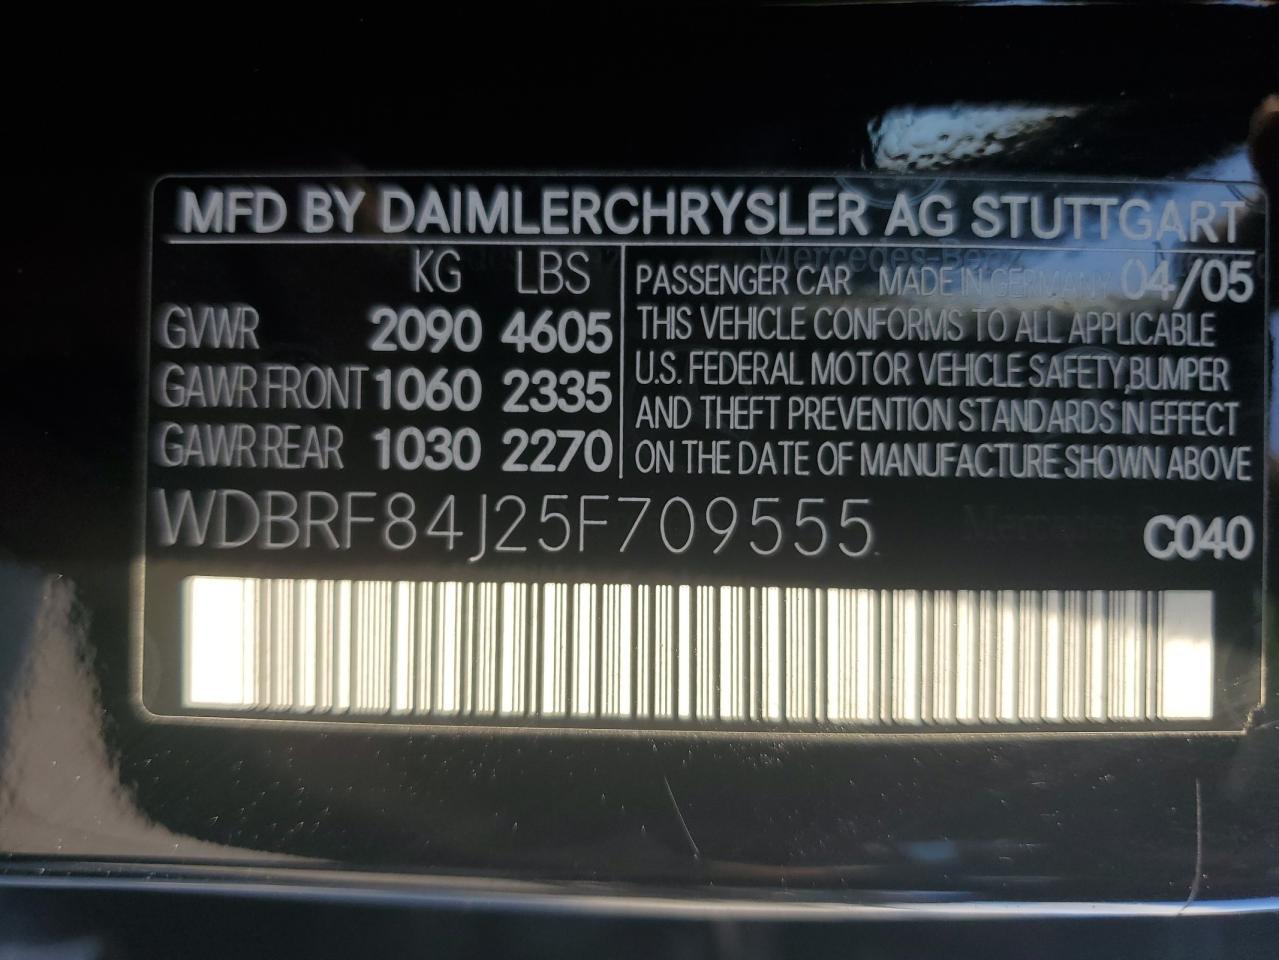 MFD BY DAIMLERCHRYSLER AG STUTTGART
KG LBS
GVWR 2090 4605
GAWR FRONT 1060 2335
GAWR REAR 1030 2270
PASSENGER CAR MADE IN GERMANY 04/05
THIS VEHICLE CONFORMS TO ALL APPLICABLE
U.S. FEDERAL MOTOR VEHICLE SAFETY, BUMPER
AND THEFT PREVENTION STANDARDS IN EFFECT
ON THE DATE OF MANUFACTURE SHOWN ABOVE
WDBRF84J25F709555
C040
Mercedes-Benz